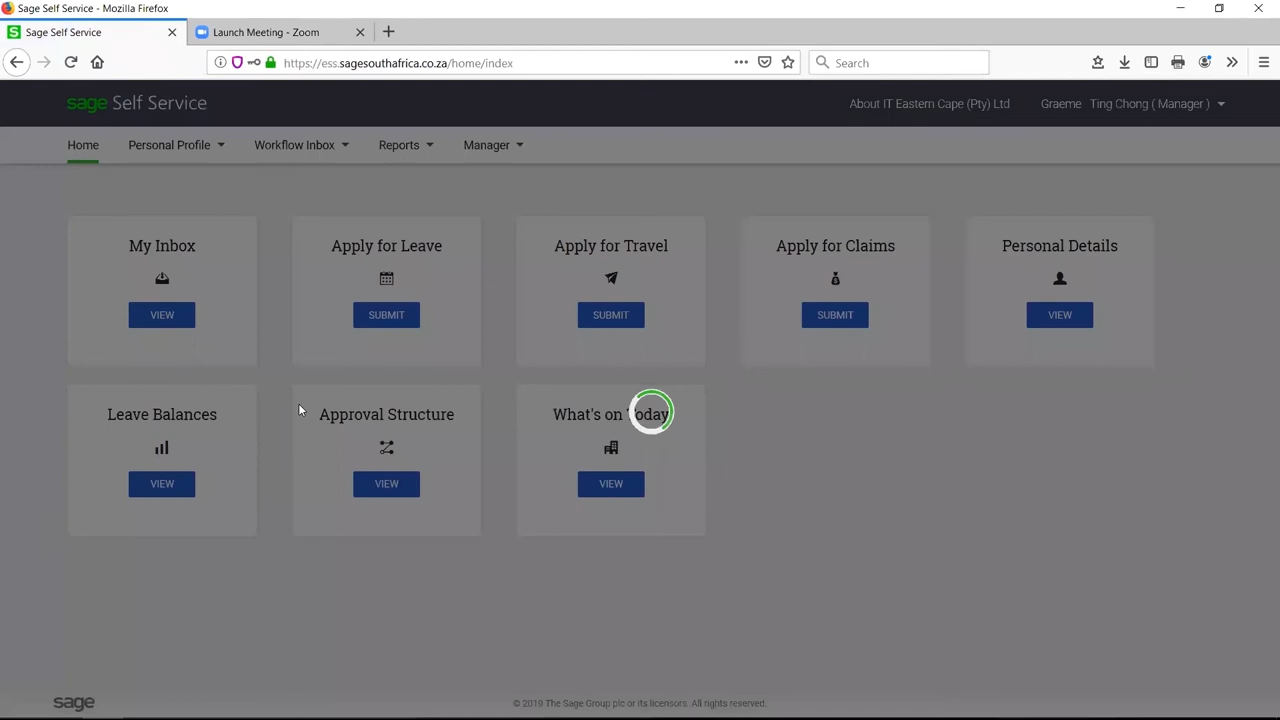 Sage Self Service - Mozilla Firefox
Sage Self Service
Launch Meeting - Zoom
https://ess.sagesouthafrica.co.za/home/index
Search
sage Self Service
About IT Eastern Cape (Pty) Ltd
Graeme Ting Chong ( Manager )
Home
Personal Profile
Workflow Inbox
Reports
Manager
My Inbox
VIEW
Apply for Leave
SUBMIT
Apply for Travel
SUBMIT
Apply for Claims
SUBMIT
Personal Details
VIEW
Leave Balances
VIEW
Approval Structure
VIEW
What's on Today
VIEW
sage
© 2019 The Sage Group plc or its licensors. All rights reserved.